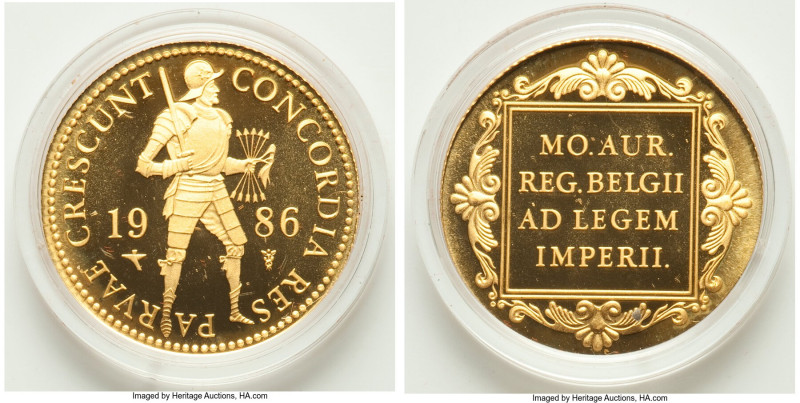 CONCORDIA RES PARVAE CRESCUNT
19 86
MO. AUR.
REG. BELGII
AD LEGEM
IMPERII.
Imaged by Heritage Auctions, HA.com
Imaged by Heritage Auctions, HA.com